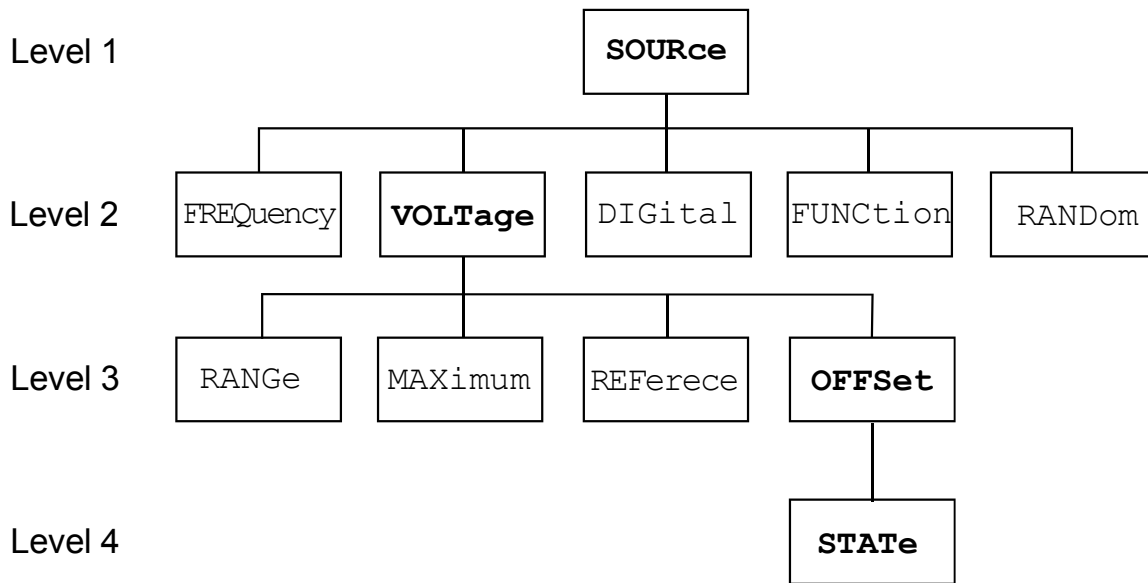 Level 1 SOURce
Level 2 FREQuency VOLTage DIGital FUNCtion RANDom
Level 3 RANGe MAXimum REFerece OFFSet
Level 4 STATe